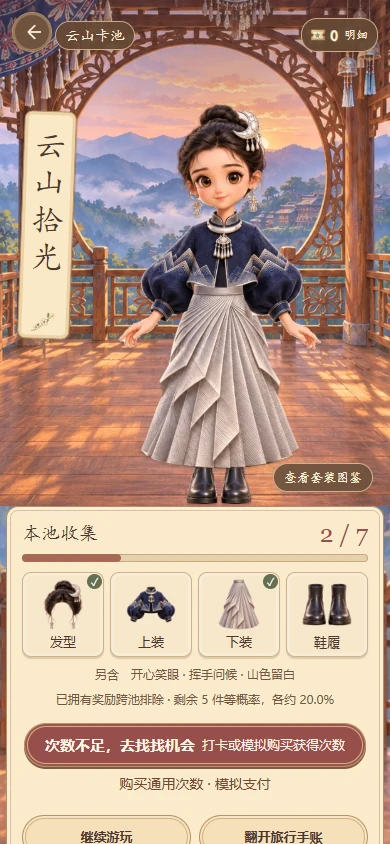 云山卡池
0 明细
云山拾光
查看套装图鉴
本池收集
2 / 7
发型
上装
下装
鞋履
另含 开心笑眼 · 挥手问候 · 山色留白
已拥有奖励跨池排除 · 剩余 5 件等概率，各约 20.0%
次数不足，去找找机会 打卡或模拟购买获得次数
购买通用次数 · 模拟支付
继续游玩
翻开旅行手账